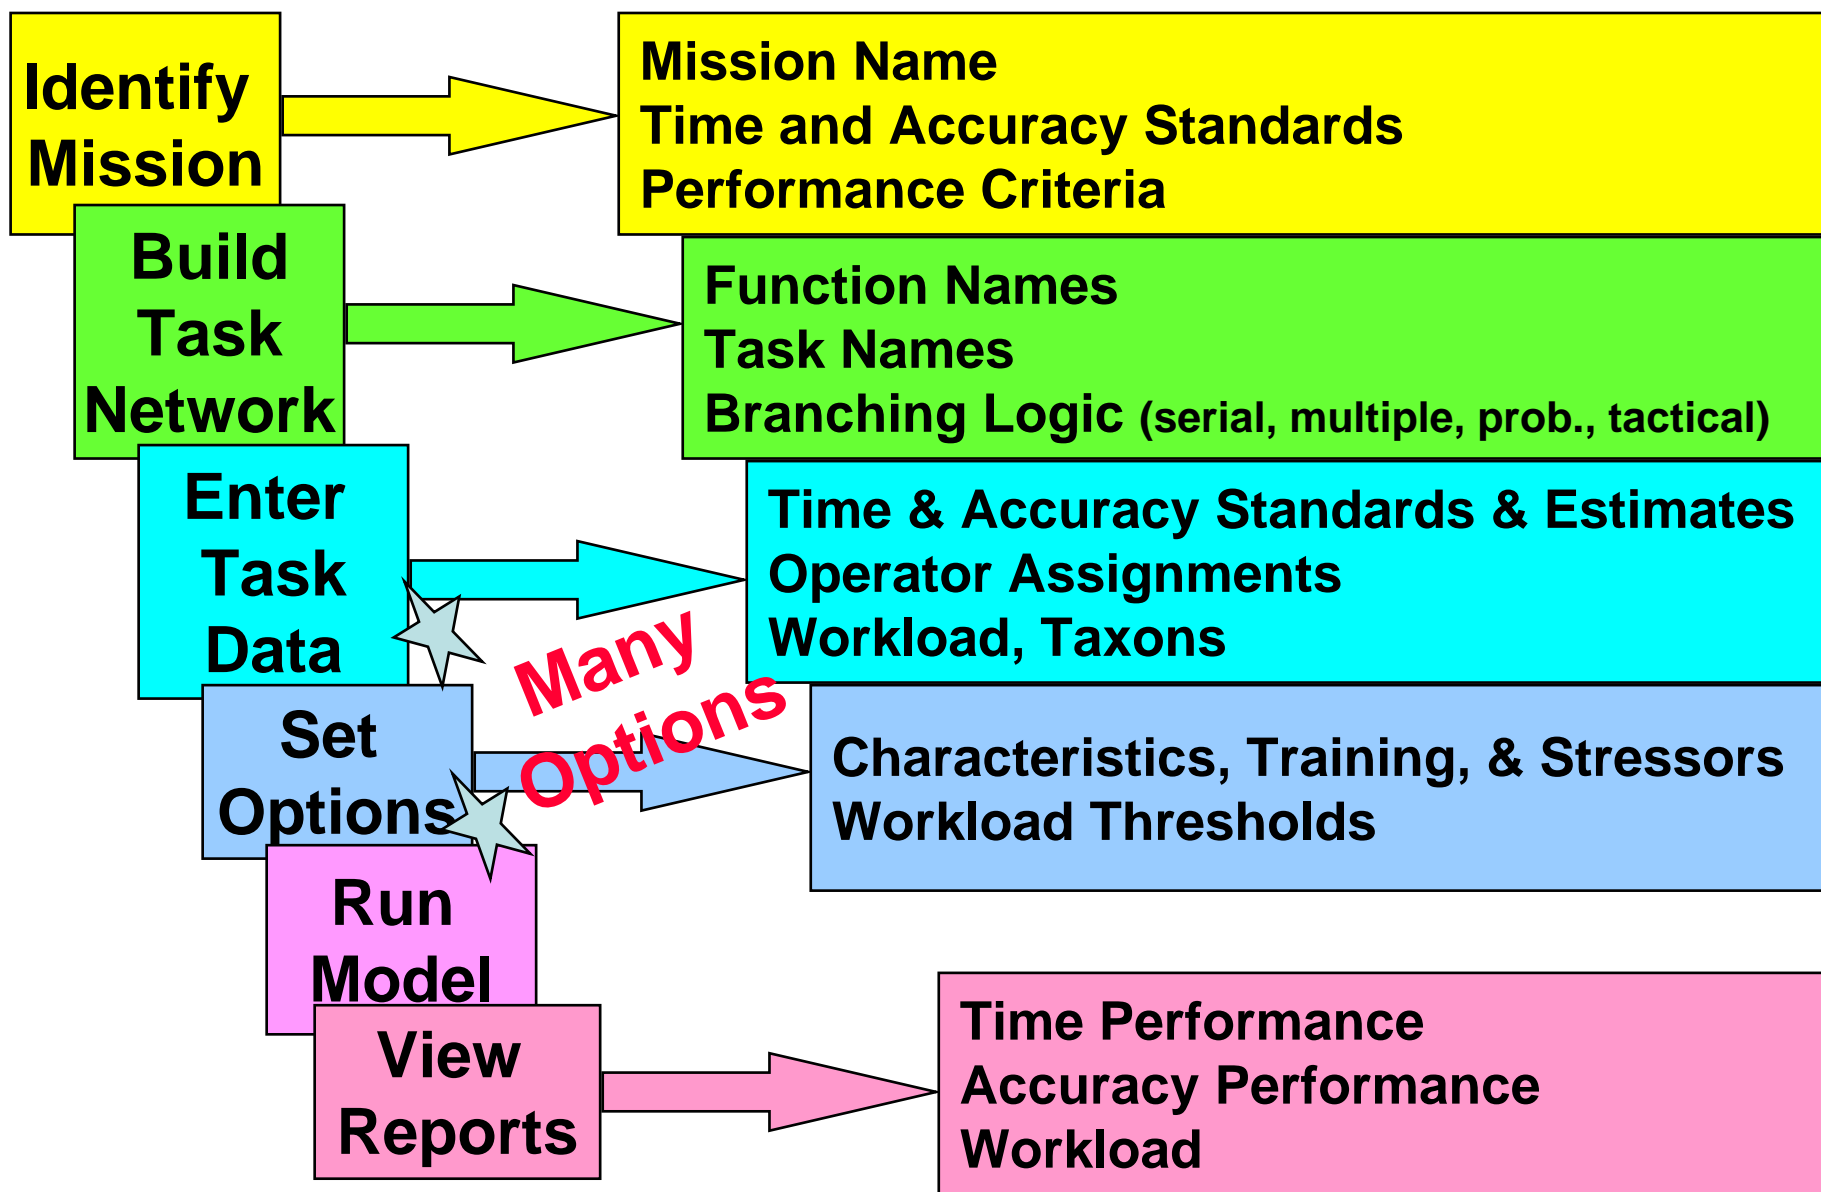 Identify
Mission
Mission Name
Time and Accuracy Standards
Performance Criteria
Build
Task
Network
Function Names
Task Names
Branching Logic (serial, multiple, prob., tactical)
Enter
Task
Data
Time & Accuracy Standards & Estimates
Operator Assignments
Workload, Taxons
Many
Options
Set
Options
Characteristics, Training, & Stressors
Workload Thresholds
Run
Model
View
Reports
Time Performance
Accuracy Performance
Workload